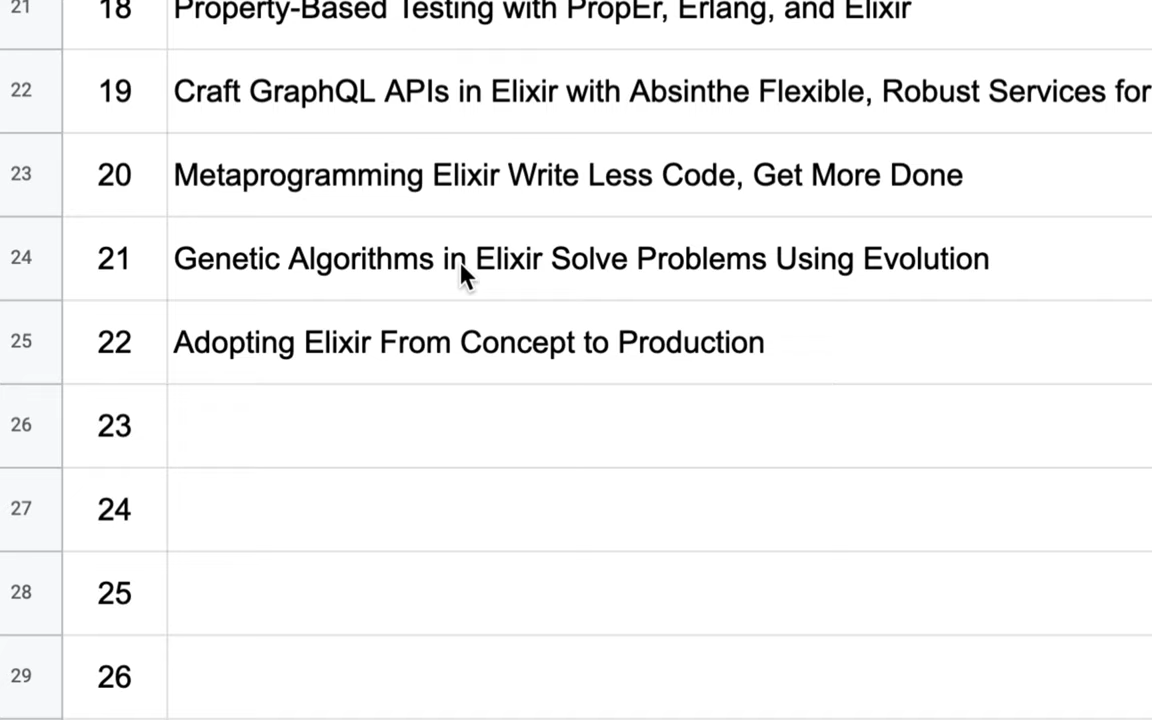 21 18 Property-Based Testing with PropEr, Erlang, and Elixir
22 19 Craft GraphQL APIs in Elixir with Absinthe Flexible, Robust Services for
23 20 Metaprogramming Elixir Write Less Code, Get More Done
24 21 Genetic Algorithms in Elixir Solve Problems Using Evolution
25 22 Adopting Elixir From Concept to Production
26 23
27 24
28 25
29 26